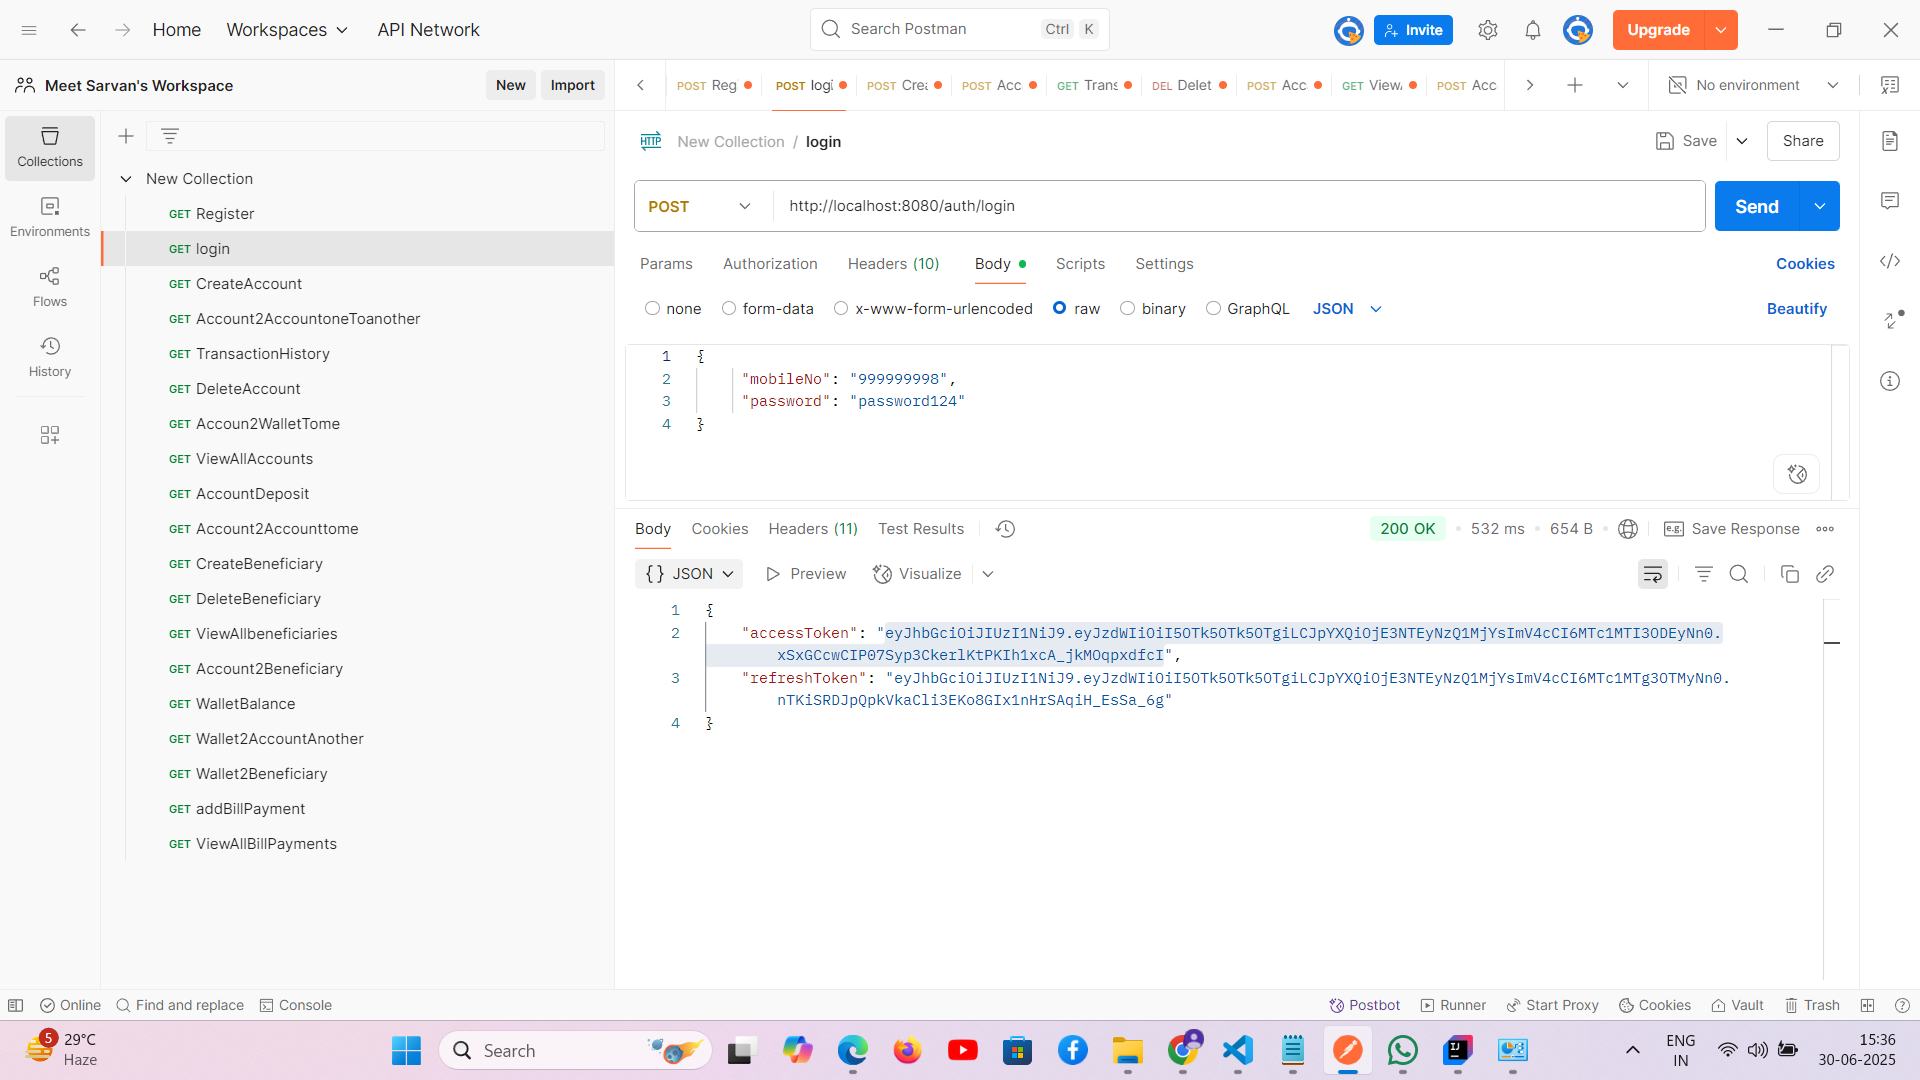 Home
Workspaces
API Network
Search Postman
Ctrl
K
Invite
Upgrade
Meet Sarvan's Workspace
New
Import
POST Reg
POST logi
POST Crea
POST Acc
GET Trans
DEL Delet
POST Acc
GET View
POST Acc
No environment
Collections
Environments
Flows
History
New Collection
GET Register
GET login
GET CreateAccount
GET Account2AccountoneToanother
GET TransactionHistory
GET DeleteAccount
GET Accoun2WalletTome
GET ViewAllAccounts
GET AccountDeposit
GET Account2Accounttome
GET CreateBeneficiary
GET DeleteBeneficiary
GET ViewAllbeneficiaries
GET Account2Beneficiary
GET WalletBalance
GET Wallet2AccountAnother
GET Wallet2Beneficiary
GET addBillPayment
GET ViewAllBillPayments
HTTP New Collection / login
Save
Share
POST
http://localhost:8080/auth/login
Send
Params Authorization Headers (10) Body Scripts Settings
Cookies
none form-data x-www-form-urlencoded raw binary GraphQL JSON
Beautify
1 {
2 "mobileNo": "999999998",
3 "password": "password124"
4 }
Body Cookies Headers (11) Test Results
200 OK 532 ms 654 B
e.g. Save Response
{} JSON Preview Visualize
1 {
2 "accessToken": "eyJhbGciOiJIUzI1NiJ9.eyJzdWIiOiI5OTk5OTk5OTgiLCJpYXQiOjE3NTEyNzQ1MjYsImV4cCI6MTc1MTI3ODEyNn0.
xSxGCcwCIP07Syp3CkerlKtPKIh1xcA_jkMOqpxdfcI",
3 "refreshToken": "eyJhbGciOiJIUzI1NiJ9.eyJzdWIiOiI5OTk5OTk5OTgiLCJpYXQiOjE3NTEyNzQ1MjYsImV4cCI6MTc1MTg3OTMyNn0.
nTKiSRDJpQpkVkaCli3EKo8GIx1nHrSAqiH_EsSa_6g"
4 }
Online
Find and replace
Console
Postbot
Runner
Start Proxy
Cookies
Vault
Trash
5
29°C
Haze
Search
ENG
IN
15:36
30-06-2025